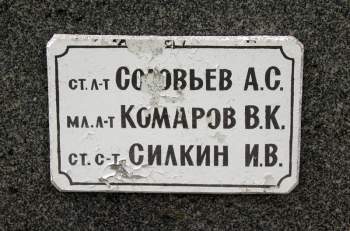 ст. л-т СОЛОВЬЕВ А.С.
мл. л-т КОМАРОВ В.К.
ст. с-т СИЛКИН И.В.